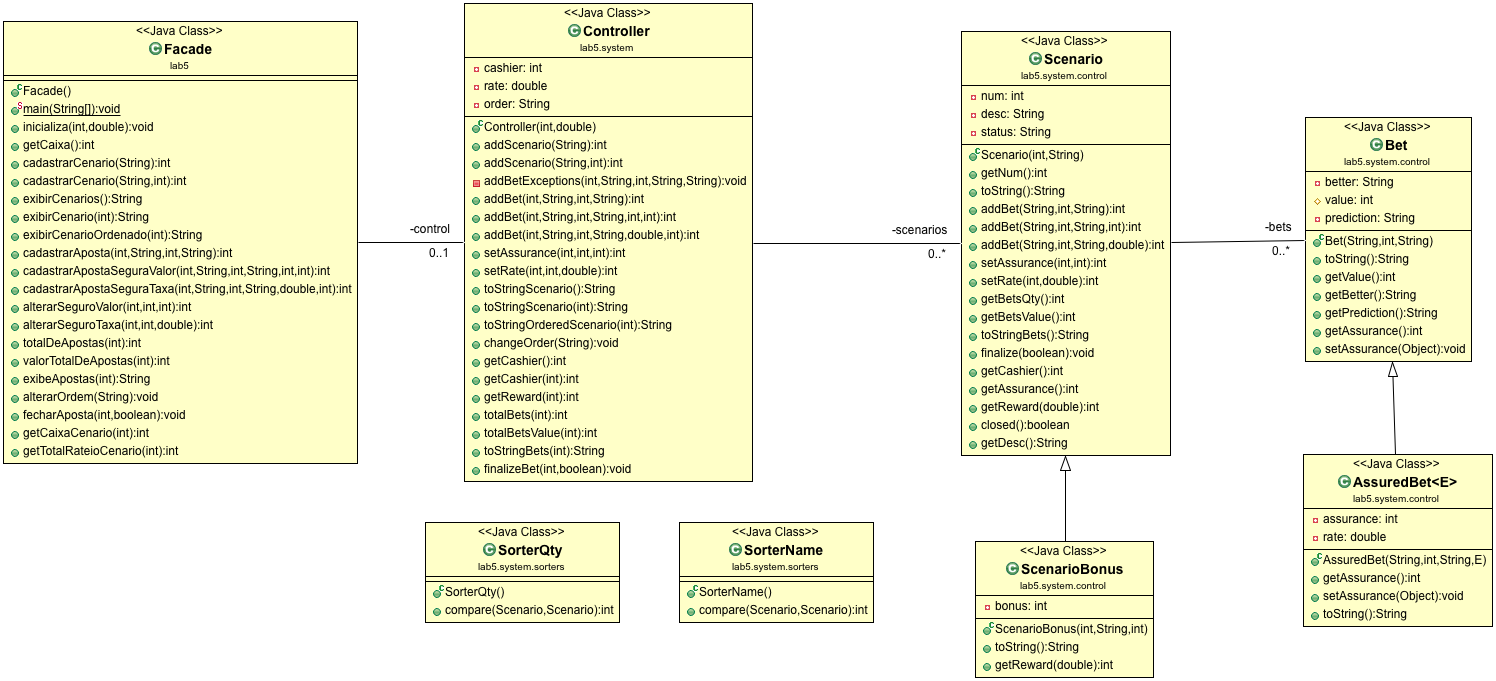 <<Java Class>>
Facade
lab5
Facade()
main(String[]):void
inicializa(int,double):void
getCaixa():int
cadastrarCenario(String):int
cadastrarCenario(String,int):int
exibirCenarios():String
exibirCenario(int):String
exibirCenarioOrdenado(int):String
cadastrarAposta(int,String,int,String):int
cadastrarApostaSeguraValor(int,String,int,String,int,int):int
cadastrarApostaSeguraTaxa(int,String,int,String,double,int):int
alterarSeguroValor(int,int,int):int
alterarSeguroTaxa(int,int,double):int
totalDeApostas(int):int
valorTotalDeApostas(int):int
exibeApostas(int):String
alterarOrdem(String):void
fecharAposta(int,boolean):void
getCaixaCenario(int):int
getTotalRateioCenario(int):int
-control
0..1
<<Java Class>>
Controller
lab5.system
cashier: int
rate: double
order: String
Controller(int,double)
addScenario(String):int
addScenario(String,int):int
addBetExceptions(int,String,int,String,String):void
addBet(int,String,int,String):int
addBet(int,String,int,String,int,int):int
addBet(int,String,int,String,double,int):int
setAssurance(int,int,int):int
setRate(int,int,double):int
toStringScenario():String
toStringScenario(int):String
toStringOrderedScenario(int):String
changeOrder(String):void
getCashier():int
getCashier(int):int
getReward(int):int
totalBets(int):int
totalBetsValue(int):int
toStringBets(int):String
finalizeBet(int,boolean):void
-scenarios
0..*
<<Java Class>>
Scenario
lab5.system.control
num: int
desc: String
status: String
Scenario(int,String)
getNum():int
toString():String
addBet(String,int,String):int
addBet(String,int,String,int):int
addBet(String,int,String,double):int
setAssurance(int,int):int
setRate(int,double):int
getBetsQty():int
getBetsValue():int
toStringBets():String
finalize(boolean):void
getCashier():int
getAssurance():int
getReward(double):int
closed():boolean
getDesc():String
-bets
0..*
<<Java Class>>
Bet
lab5.system.control
better: String
value: int
prediction: String
Bet(String,int,String)
toString():String
getValue():int
getBetter():String
getPrediction():String
getAssurance():int
setAssurance(Object):void
<<Java Class>>
SorterQty
lab5.system.sorters
SorterQty()
compare(Scenario,Scenario):int
<<Java Class>>
SorterName
lab5.system.sorters
SorterName()
compare(Scenario,Scenario):int
<<Java Class>>
ScenarioBonus
lab5.system.control
bonus: int
ScenarioBonus(int,String,int)
toString():String
getReward(double):int
<<Java Class>>
AssuredBet<E>
lab5.system.control
assurance: int
rate: double
AssuredBet(String,int,String,E)
getAssurance():int
setAssurance(Object):void
toString():String